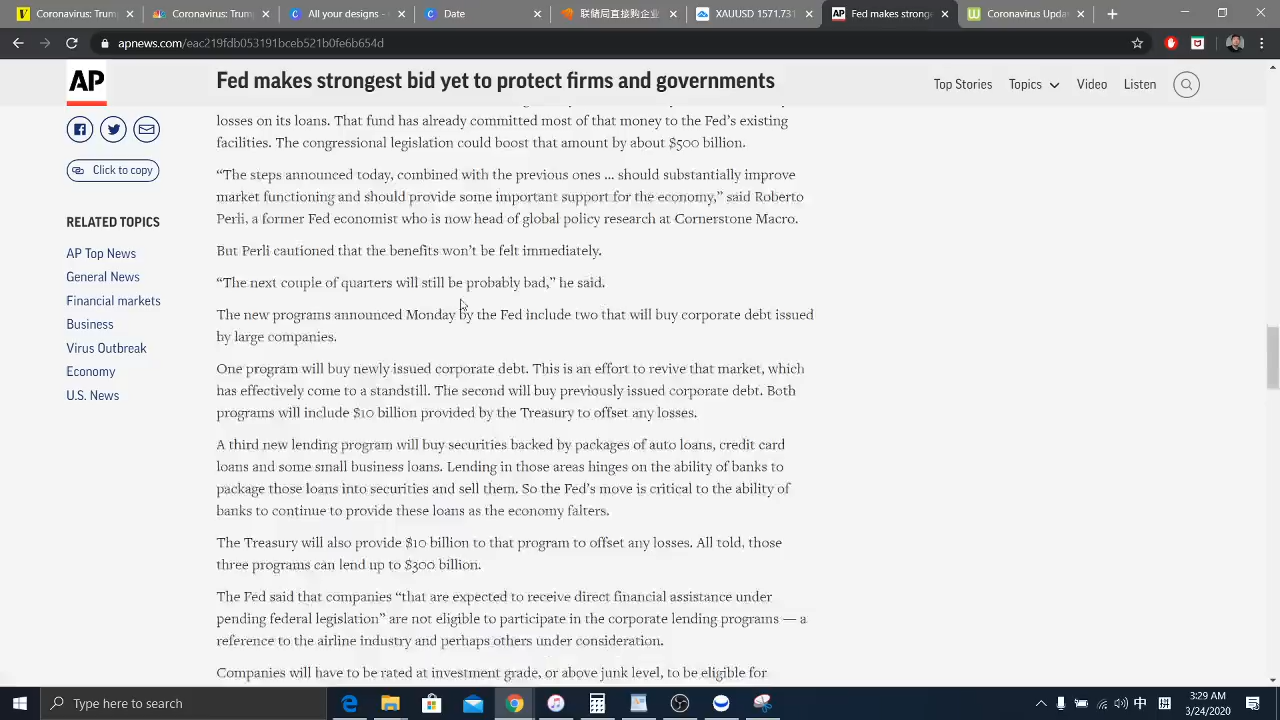 Coronavirus: Trum
Coronavirus: Trum
All your designs -
Dalio
联储局直接购企业
XAUUSD 1571.731
Fed makes stronge
Coronavirus Upda
apnews.com/eac219fdb053191bceb521b0fe6b654d
AP
Fed makes strongest bid yet to protect firms and governments
Top Stories
Topics
Video
Listen
losses on its loans. That fund has already committed most of that money to the Fed's existing
facilities. The congressional legislation could boost that amount by about $500 billion.
Click to copy
“The steps announced today, combined with the previous ones ... should substantially improve
market functioning and should provide some important support for the economy,” said Roberto
Perli, a former Fed economist who is now head of global policy research at Cornerstone Macro.
RELATED TOPICS
AP Top News
General News
Financial markets
Business
Virus Outbreak
Economy
U.S. News
But Perli cautioned that the benefits won't be felt immediately.
“The next couple of quarters will still be probably bad,” he said.
The new programs announced Monday by the Fed include two that will buy corporate debt issued
by large companies.
One program will buy newly issued corporate debt. This is an effort to revive that market, which
has effectively come to a standstill. The second will buy previously issued corporate debt. Both
programs will include $10 billion provided by the Treasury to offset any losses.
A third new lending program will buy securities backed by packages of auto loans, credit card
loans and some small business loans. Lending in those areas hinges on the ability of banks to
package those loans into securities and sell them. So the Fed's move is critical to the ability of
banks to continue to provide these loans as the economy falters.
The Treasury will also provide $10 billion to that program to offset any losses. All told, those
three programs can lend up to $300 billion.
The Fed said that companies “that are expected to receive direct financial assistance under
pending federal legislation” are not eligible to participate in the corporate lending programs — a
reference to the airline industry and perhaps others under consideration.
Companies will have to be rated at investment grade, or above junk level, to be eligible for
Type here to search
中
拼
3:29 AM
3/24/2020